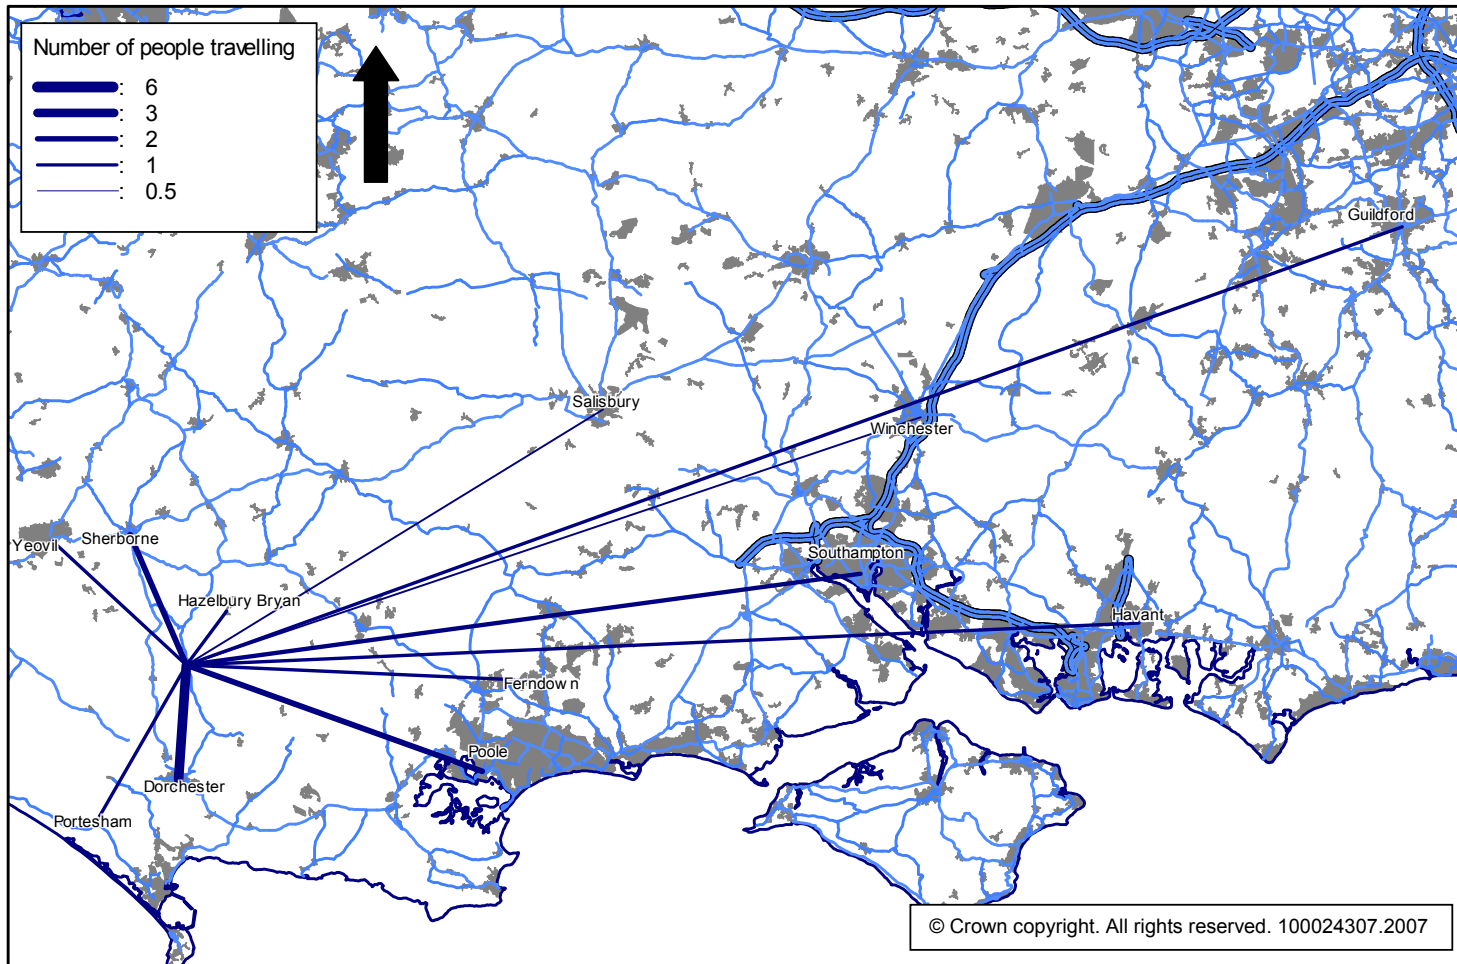 Number of people travelling
: 6
: 3
: 2
: 1
: 0.5
Guildford
Salisbury
Winchester
Yeovil
Sherborne
Southampton
Hazelbury Bryan
Havant
Ferndown
Poole
Dorchester
Portesham
© Crown copyright. All rights reserved. 100024307.2007